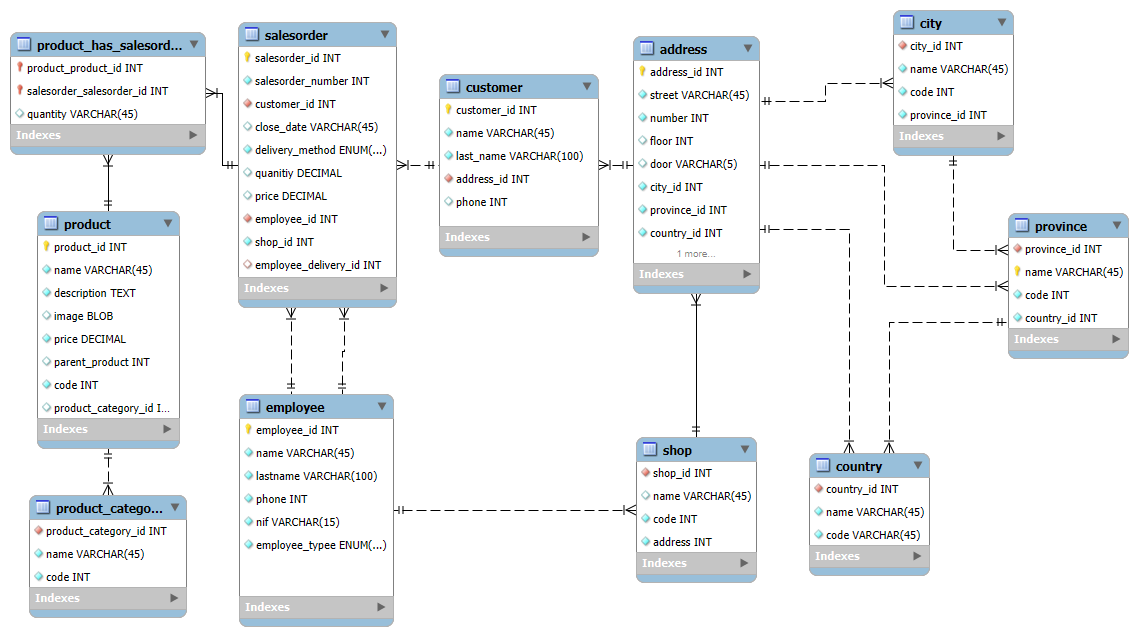 product_has_salesord...
product_product_id INT
salesorder_salesorder_id INT
quantity VARCHAR(45)
Indexes
salesorder
salesorder_id INT
salesorder_number INT
customer_id INT
close_date VARCHAR(45)
delivery_method ENUM(...)
quanitiy DECIMAL
price DECIMAL
employee_id INT
shop_id INT
employee_delivery_id INT
Indexes
customer
customer_id INT
name VARCHAR(45)
last_name VARCHAR(100)
address_id INT
phone INT
Indexes
address
address_id INT
street VARCHAR(45)
number INT
floor INT
door VARCHAR(5)
city_id INT
province_id INT
country_id INT
1 more...
Indexes
city
city_id INT
name VARCHAR(45)
code INT
province_id INT
Indexes
product
product_id INT
name VARCHAR(45)
description TEXT
image BLOB
price DECIMAL
parent_product INT
code INT
product_category_id I...
Indexes
province
province_id INT
name VARCHAR(45)
code INT
country_id INT
Indexes
employee
employee_id INT
name VARCHAR(45)
lastname VARCHAR(100)
phone INT
nif VARCHAR(15)
employee_typee ENUM(...)
Indexes
shop
shop_id INT
name VARCHAR(45)
code INT
address INT
Indexes
country
country_id INT
name VARCHAR(45)
code VARCHAR(45)
Indexes
product_catego...
product_category_id INT
name VARCHAR(45)
code INT
Indexes